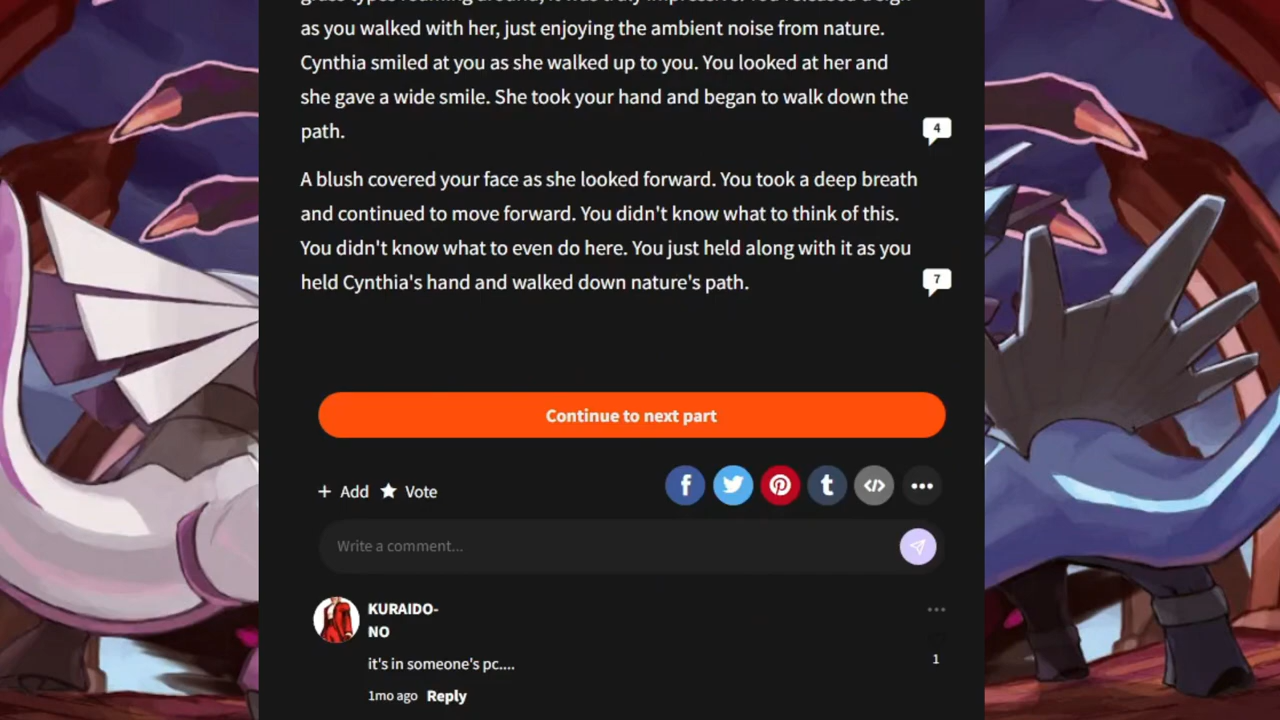 as you walked with her, just enjoying the ambient noise from nature.
Cynthia smiled at you as she walked up to you. You looked at her and
she gave a wide smile. She took your hand and began to walk down the
path.
4
A blush covered your face as she looked forward. You took a deep breath
and continued to move forward. You didn't know what to think of this.
You didn't know what to even do here. You just held along with it as you
held Cynthia's hand and walked down nature's path.
7
Continue to next part
+ Add ★ Vote
Write a comment...
KURAIDO-
NO
it's in someone's pc....
1
1mo ago Reply